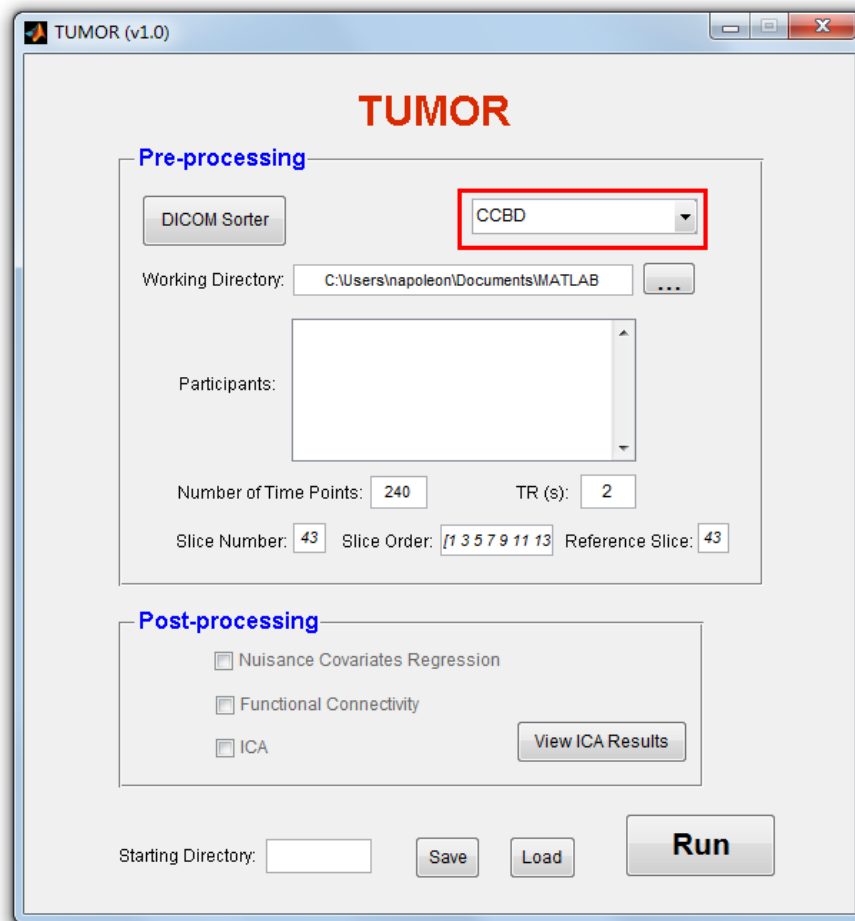 TUMOR (v1.0)
TUMOR
Pre-processing
DICOM Sorter
CCBD
Working Directory: C:\Users\napoleon\Documents\MATLAB ...
Participants:
Number of Time Points: 240 TR (s): 2
Slice Number: 43 Slice Order: [1 3 5 7 9 11 13 Reference Slice: 43
Post-processing
Nuisance Covariates Regression
Functional Connectivity
ICA
View ICA Results
Starting Directory: Save Load Run